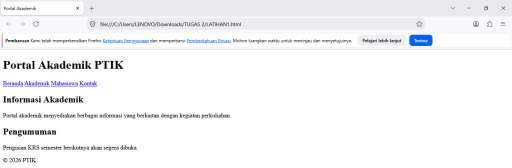 Portal Akademik
file:///C:/Users/LENOVO/Downloads/TUGAS 2/LATIHAN1.html
Pembaruan Kami telah memperbarui Firefox Ketentuan Penggunaan dan memperbarui Pemberitahuan Privasi. Mohon luangkan waktu untuk meninjau dan menyetujuinya. Pelajari lebih lanjut
Portal Akademik PTIK
Beranda Akademik Mahasiswa Kontak
Informasi Akademik
Portal akademik menyediakan berbagai informasi yang berkaitan dengan kegiatan perkuliahan.
Pengumuman
Pengisian KRS semester berikutnya akan segera dibuka.
© 2026 PTIK